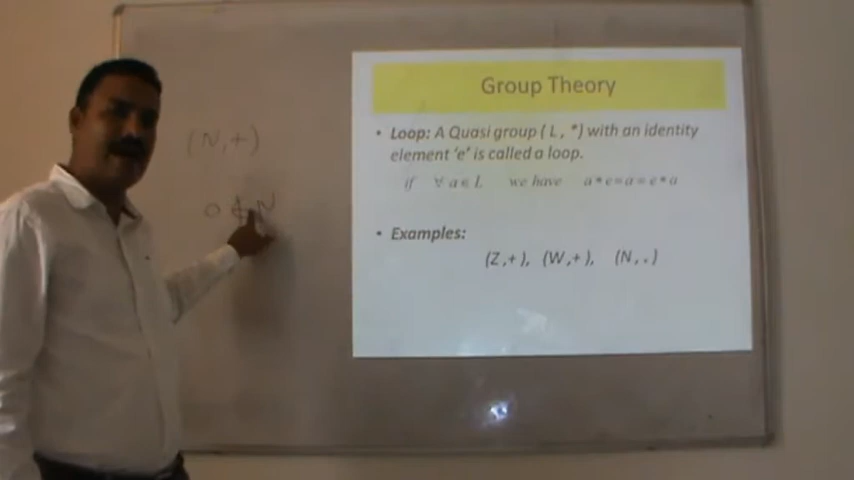 (N,+)
0 ∉ N
Group Theory
• Loop: A Quasi group ( L , *) with an identity
element 'e' is called a loop.
if ∀ a ∈ L we have a * e = a = e * a
• Examples:
(Z ,+ ), (W ,+ ), (N , . )